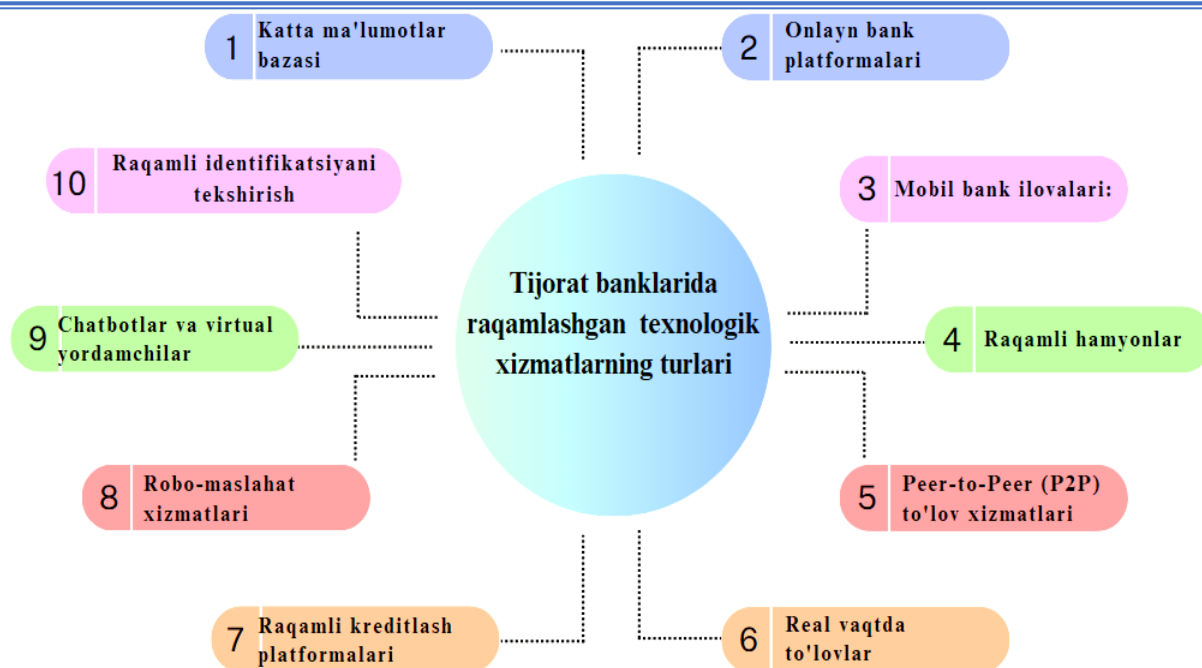 1
Katta ma'lumotlar
bazasi
2
Onlayn bank
platformalari
10
Raqamli identifikatsiyani
tekshirish
3
Mobil bank ilovalari:
Tijorat banklarida
raqamlashgan texnologik
xizmatlarning turlari
9
Chatbotlar va virtual
yordamchilar
4
Raqamli hamyonlar
8
Robo-maslahat
xizmatlari
5
Peer-to-Peer (P2P)
to'lov xizmatlari
7
Raqamli kreditlash
platformalari
6
Real vaqtda
to'lovlar